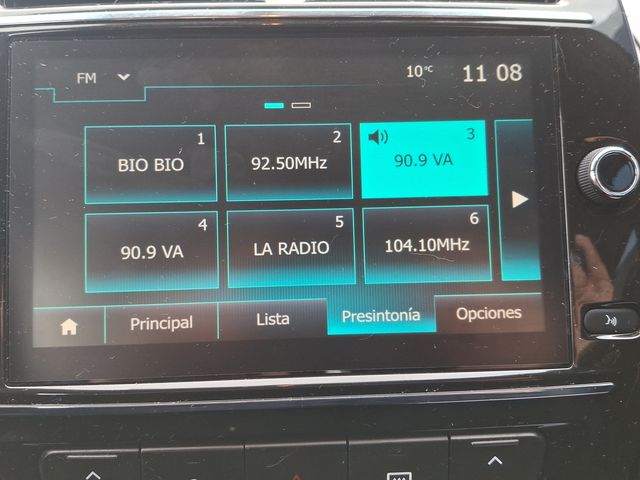 FM
10°C
11 08
1
BIO BIO
2
92.50MHz
3
90.9 VA
4
90.9 VA
5
LA RADIO
6
104.10MHz
Principal
Lista
Presintonía
Opciones